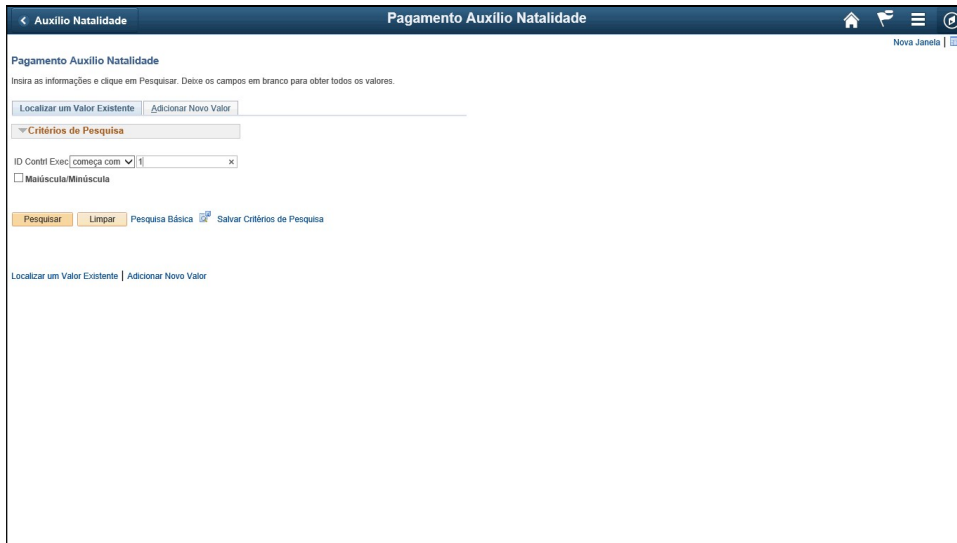 Auxílio Natalidade
Pagamento Auxílio Natalidade
Nova Janela |
Pagamento Auxilio Natalidade
Insira as informações e clique em Pesquisar. Deixe os campos em branco para obter todos os valores.
Localizar um Valor Existente
Adicionar Novo Valor
Critérios de Pesquisa
ID Contrl Exec começa com 1 ×
Maiúscula/Minúscula
Pesquisar Limpar Pesquisa Básica Salvar Critérios de Pesquisa
Localizar um Valor Existente | Adicionar Novo Valor